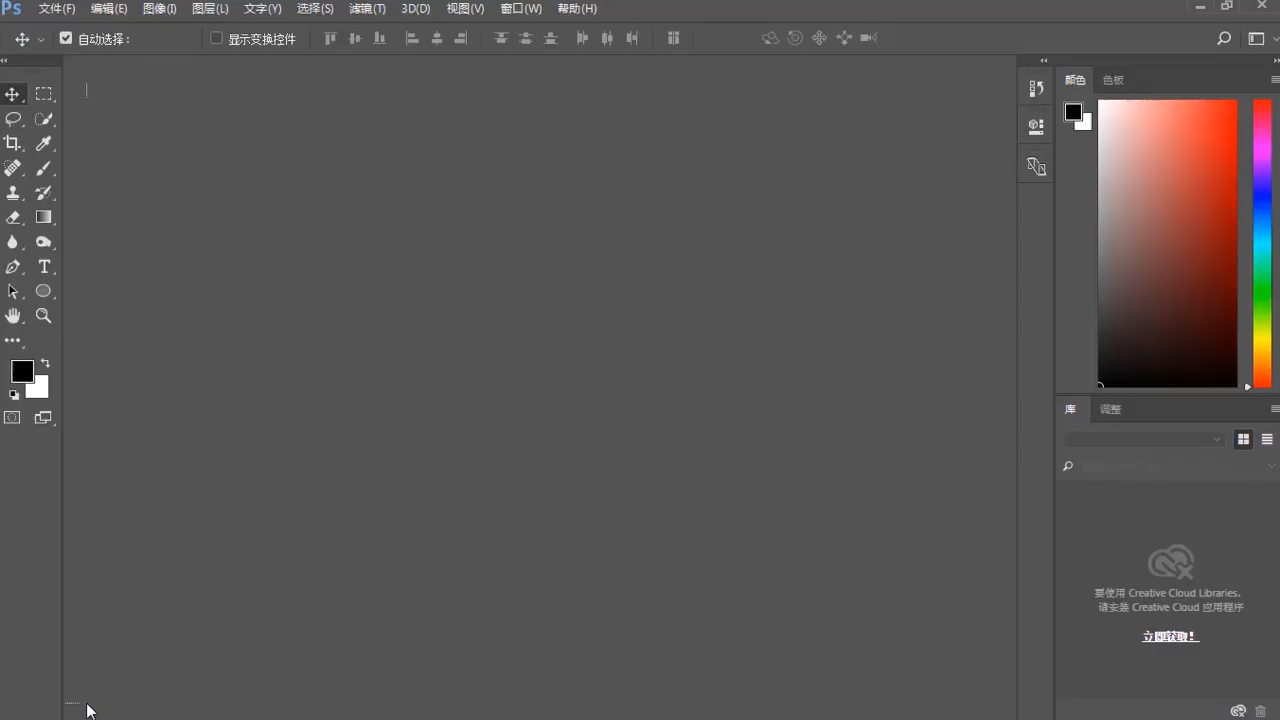 Ps 文件(F) 编辑(E) 图像(I) 图层(L) 文字(Y) 选择(S) 滤镜(T) 3D(D) 视图(V) 窗口(W) 帮助(H)
自动选择： 显示变换控件
颜色 色板
T
库 调整
要使用 Creative Cloud Libraries,
请安装 Creative Cloud 应用程序
立即获取!